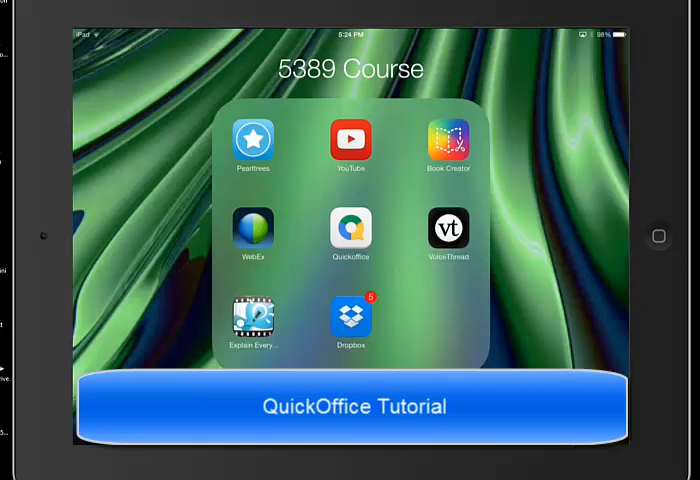 iPad
5:24 PM
98%
5389 Course
5
Pearltrees
YouTube
Book Creator
WebEx
Quickoffice
vt
VoiceThread
Explain Every...
Dropbox
QuickOffice Tutorial